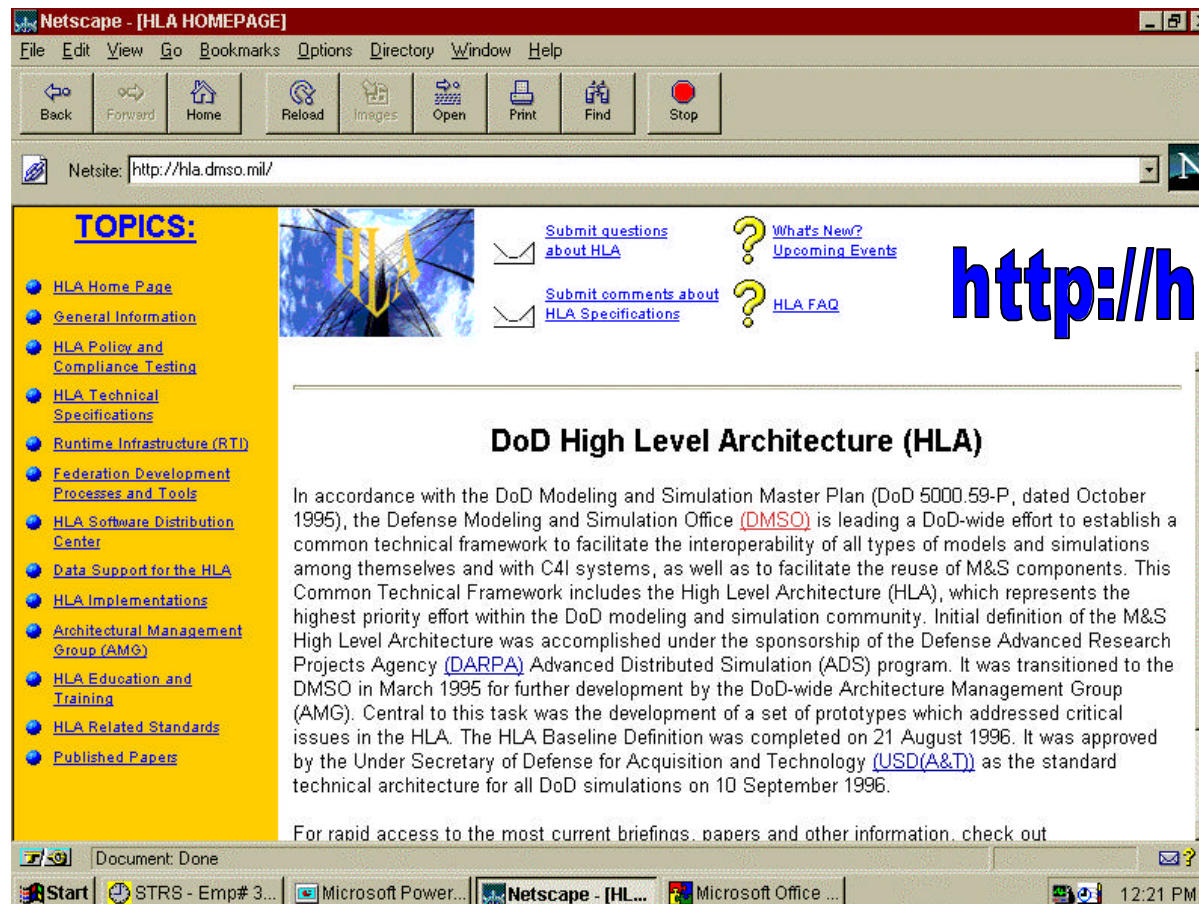 Netscape - [HLA HOMEPAGE]
File Edit View Go Bookmarks Options Directory Window Help
Back Forward Home Reload Images Open Print Find Stop
Netsite: http://hla.dmso.mil/
N
TOPICS:
HLA Home Page
General Information
HLA Policy and
Compliance Testing
HLA Technical
Specifications
Runtime Infrastructure (RTI)
Federation Development
Processes and Tools
HLA Software Distribution
Center
Data Support for the HLA
HLA Implementations
Architectural Management
Group (AMG)
HLA Education and
Training
HLA Related Standards
Published Papers
HLA
Submit questions
about HLA
What's New?
Upcoming Events
Submit comments about
HLA Specifications
HLA FAQ
http://h
DoD High Level Architecture (HLA)
In accordance with the DoD Modeling and Simulation Master Plan (DoD 5000.59-P, dated October
1995), the Defense Modeling and Simulation Office (DMSO) is leading a DoD-wide effort to establish a
common technical framework to facilitate the interoperability of all types of models and simulations
among themselves and with C4I systems, as well as to facilitate the reuse of M&S components. This
Common Technical Framework includes the High Level Architecture (HLA), which represents the
highest priority effort within the DoD modeling and simulation community. Initial definition of the M&S
High Level Architecture was accomplished under the sponsorship of the Defense Advanced Research
Projects Agency (DARPA) Advanced Distributed Simulation (ADS) program. It was transitioned to the
DMSO in March 1995 for further development by the DoD-wide Architecture Management Group
(AMG). Central to this task was the development of a set of prototypes which addressed critical
issues in the HLA. The HLA Baseline Definition was completed on 21 August 1996. It was approved
by the Under Secretary of Defense for Acquisition and Technology (USD(A&T)) as the standard
technical architecture for all DoD simulations on 10 September 1996.
For rapid access to the most current briefings, papers and other information, check out
Document: Done
Start STRS - Emp# 3... Microsoft Power... Netscape - [HL... Microsoft Office ... 12:21 PM